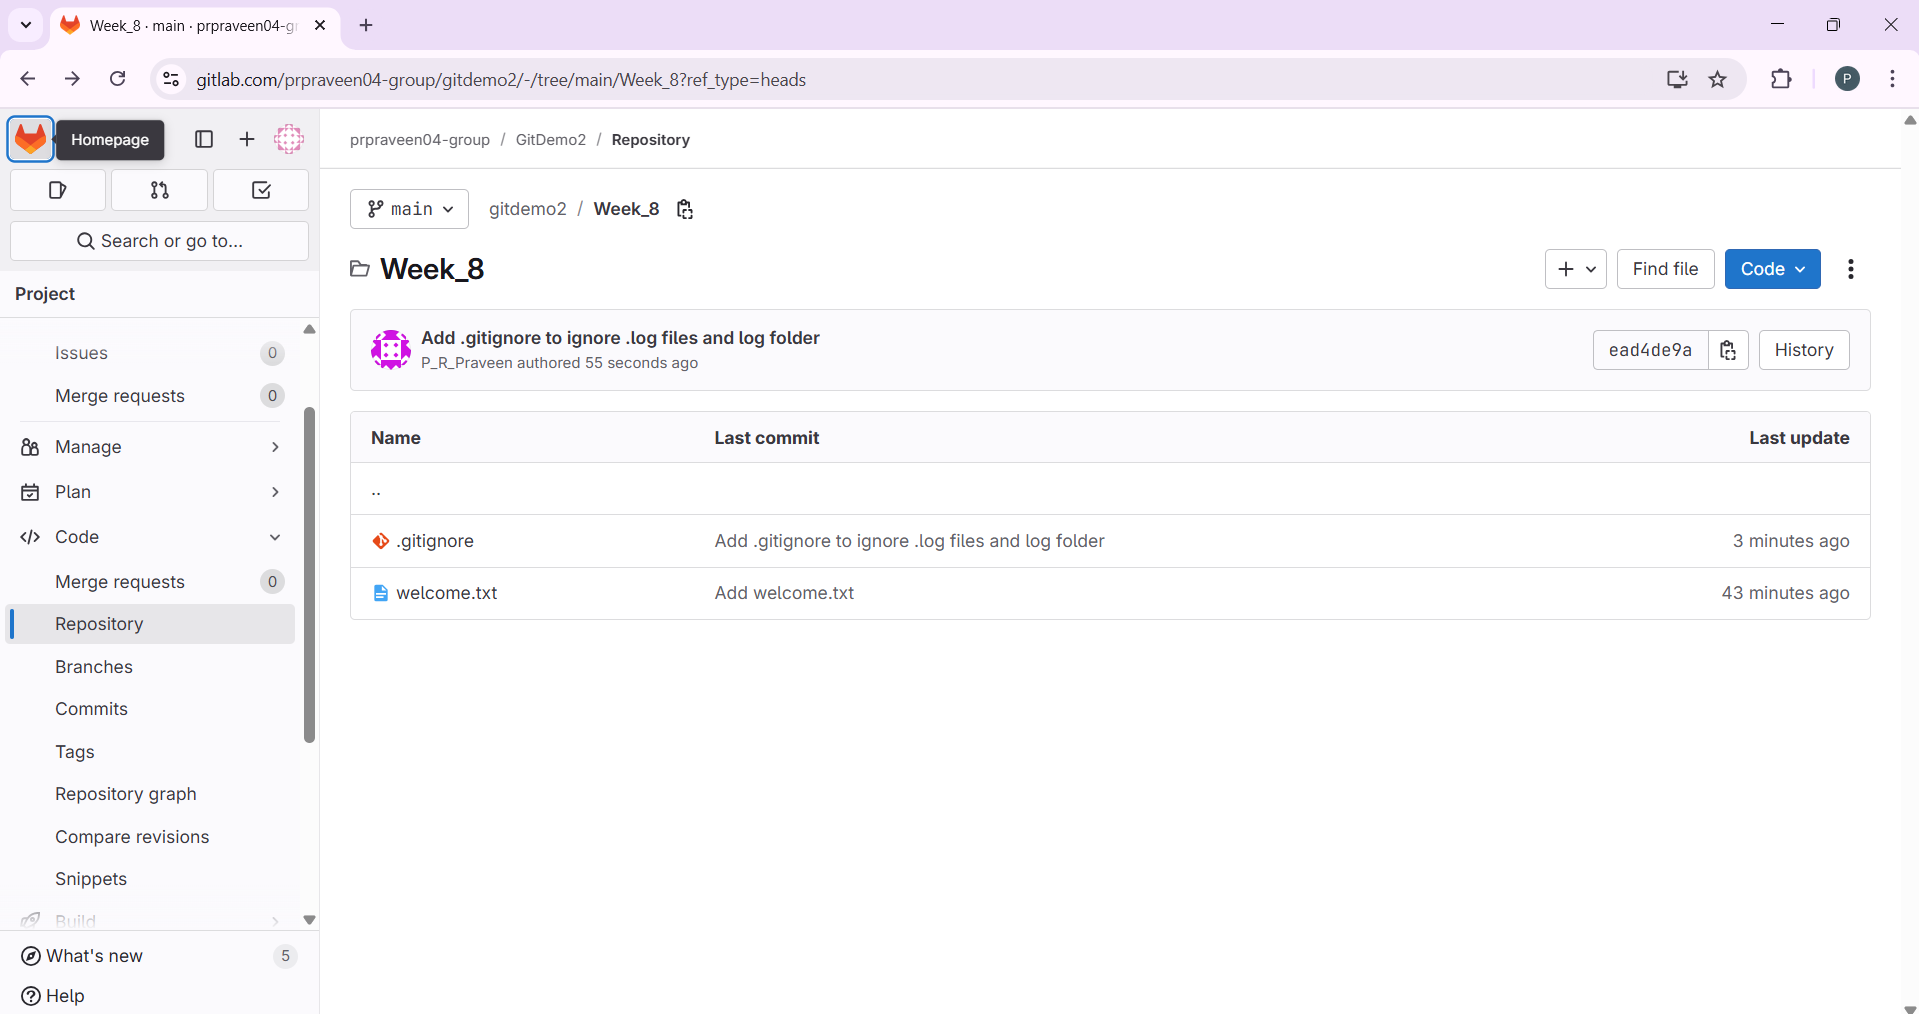 Week_8 · main · prpraveen04-gr
gitlab.com/prpraveen04-group/gitdemo2/-/tree/main/Week_8?ref_type=heads
P
Homepage
Search or go to...
Project
Issues 0
Merge requests 0
Manage
Plan
Code
Merge requests 0
Repository
Branches
Commits
Tags
Repository graph
Compare revisions
Snippets
Build
What's new 5
Help
prpraveen04-group / GitDemo2 / Repository
main
gitdemo2 / Week_8
Week_8
Find file
Code
Add .gitignore to ignore .log files and log folder
P_R_Praveen authored 55 seconds ago
ead4de9a
History
Name Last commit Last update
..
.gitignore Add .gitignore to ignore .log files and log folder 3 minutes ago
welcome.txt Add welcome.txt 43 minutes ago